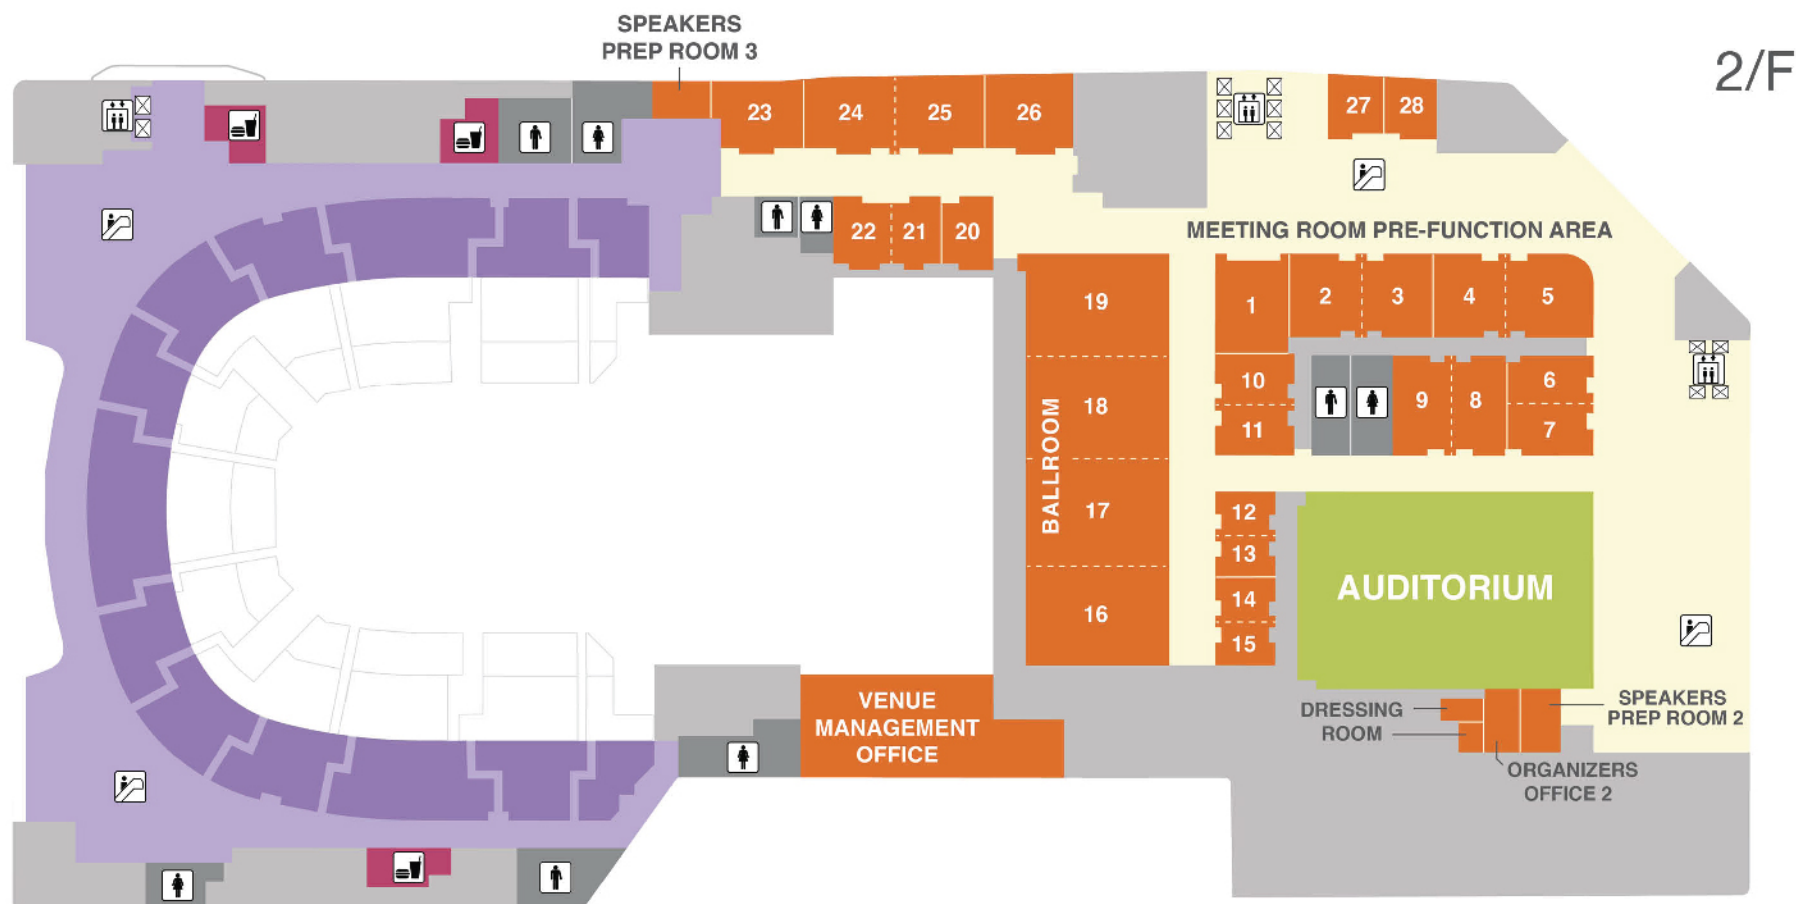 SPEAKERS
PREP ROOM 3
2/F
23
24
25
26
27
28
22
21
20
MEETING ROOM PRE-FUNCTION AREA
19
18
17
16
BALLROOM
1
2
3
4
5
10
11
9
8
6
7
12
13
14
15
AUDITORIUM
VENUE
MANAGEMENT
OFFICE
DRESSING
ROOM
SPEAKERS
PREP ROOM 2
ORGANIZERS
OFFICE 2